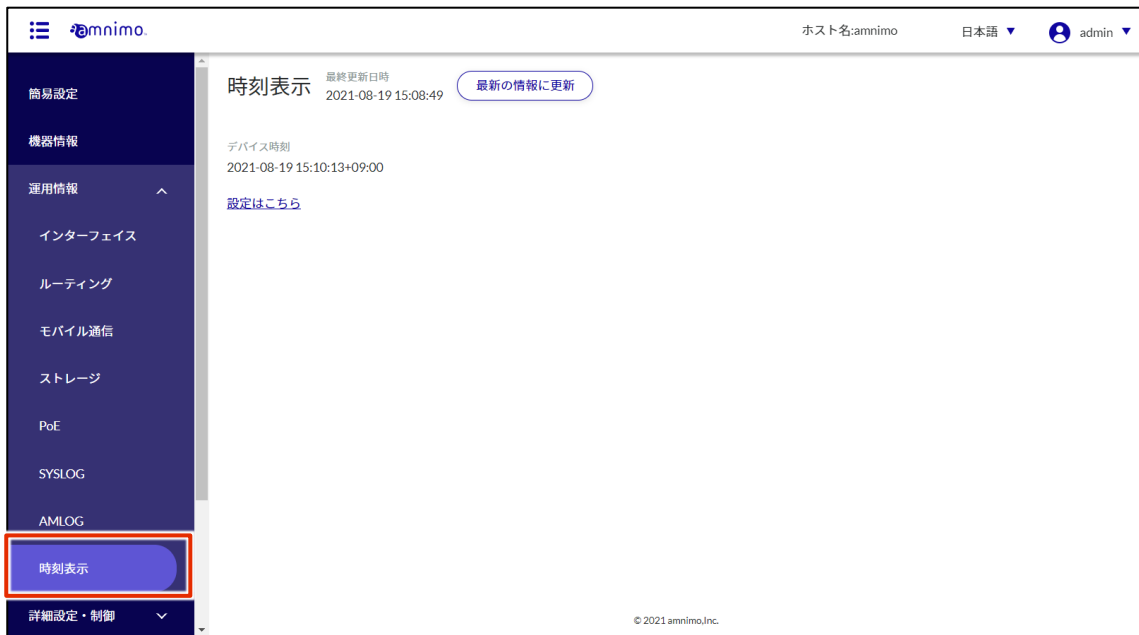 amnimo
ホスト名:amnimo
日本語 ▼
admin ▼
簡易設定
機器情報
運用情報
インターフェイス
ルーティング
モバイル通信
ストレージ
PoE
SYSLOG
AMLOG
時刻表示
詳細設定・制御
時刻表示
最終更新日時
2021-08-19 15:08:49
最新の情報に更新
デバイス時刻
2021-08-19 15:10:13+09:00
設定はこちら
© 2021 amnimo,Inc.